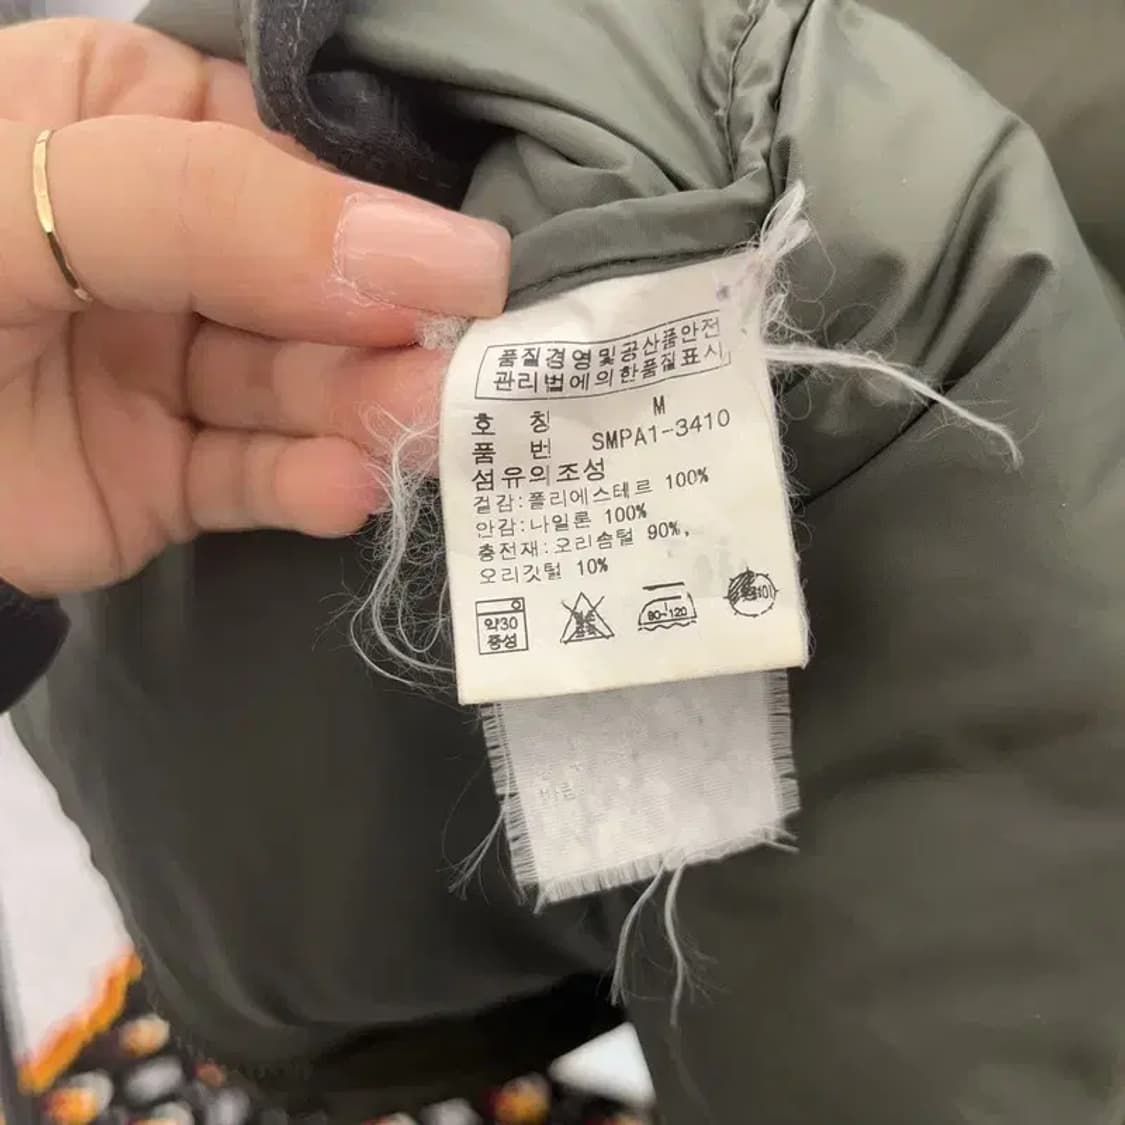 품질경영및공산품안전
관리법에의한품질표시
호 칭 M
품 번 SMPA1-3410
섬유의조성
겉감:폴리에스테르 100%
안감:나일론 100%
충전재:오리솜털 90%,
오리깃털 10%
약30
중성
80~120